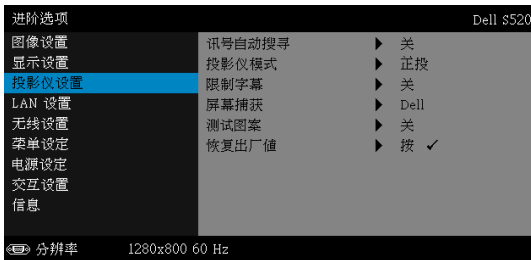 进阶选项 Dell S520
图像设置 讯号自动搜寻 关
显示设置 投影仪模式 正投
投影仪设置 限制字幕 关
LAN 设置 屏幕捕获 Dell
无线设置 测试图案 关
菜单设定 恢复出厂值 按 ✓
电源设定
交互设置
信息
分辨率 1280x800 60 Hz